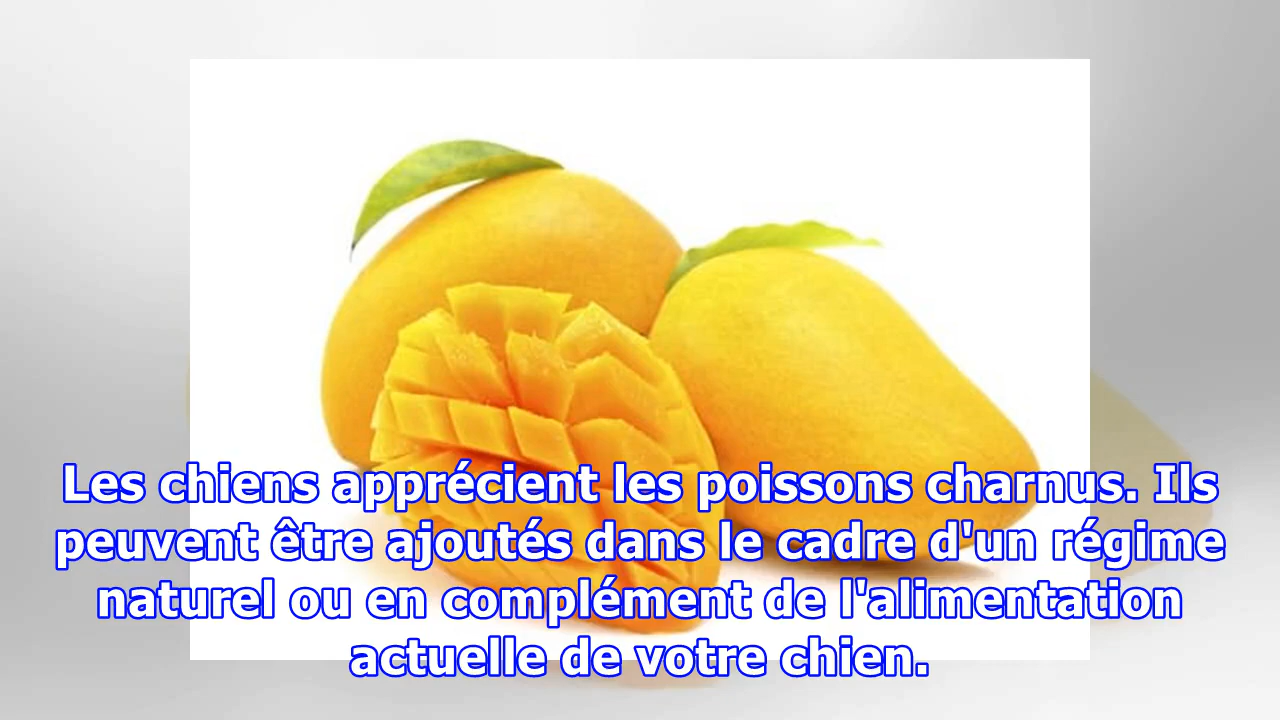 Les chiens apprécient les poissons charnus. Ils
peuvent être ajoutés dans le cadre d'un régime
naturel ou en complément de l'alimentation
actuelle de votre chien.